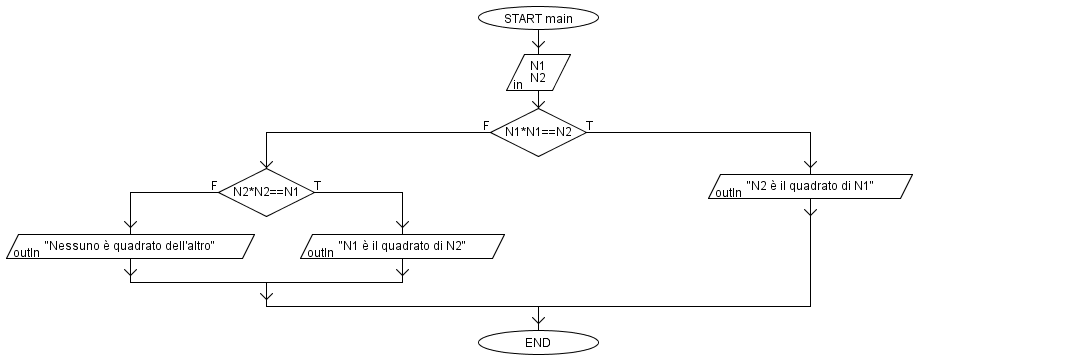 START main
N1
N2
in
F
N1*N1==N2
T
F
N2*N2==N1
T
"N2 è il quadrato di N1"
outln
"Nessuno è quadrato dell'altro"
outln
"N1 è il quadrato di N2"
outln
END